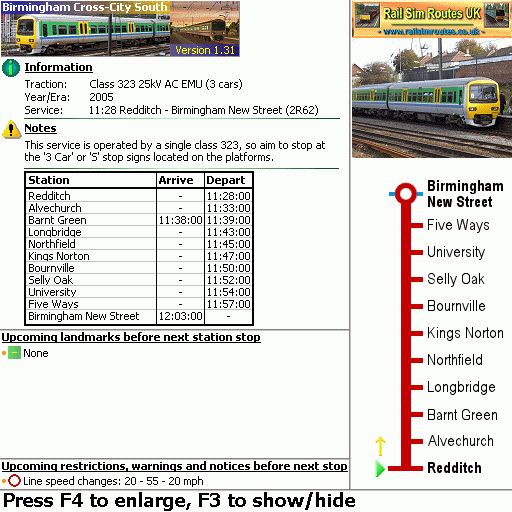 Birmingham Cross-City South
Version 1.31
Rail Sim Routes UK
- www.railsimroutes.co.uk -
Information
Traction: Class 323 25kV AC EMU (3 cars)
Year/Era: 2005
Service: 11:28 Redditch - Birmingham New Street (2R62)
Notes
This service is operated by a single class 323, so aim to stop at
the '3 Car' or 'S' stop signs located on the platforms.
Station Arrive Depart
Redditch - 11:28:00
Alvechurch - 11:33:00
Barnt Green 11:38:00 11:39:00
Longbridge - 11:43:00
Northfield - 11:45:00
Kings Norton - 11:47:00
Bournville - 11:50:00
Selly Oak - 11:52:00
University - 11:54:00
Five Ways - 11:57:00
Birmingham New Street 12:03:00 -
Upcoming landmarks before next station stop
None
Upcoming restrictions, warnings and notices before next stop
Line speed changes: 20 - 55 - 20 mph
Birmingham
New Street
Five Ways
University
Selly Oak
Bournville
Kings Norton
Northfield
Longbridge
Barnt Green
Alvechurch
Redditch
Press F4 to enlarge, F3 to show/hide